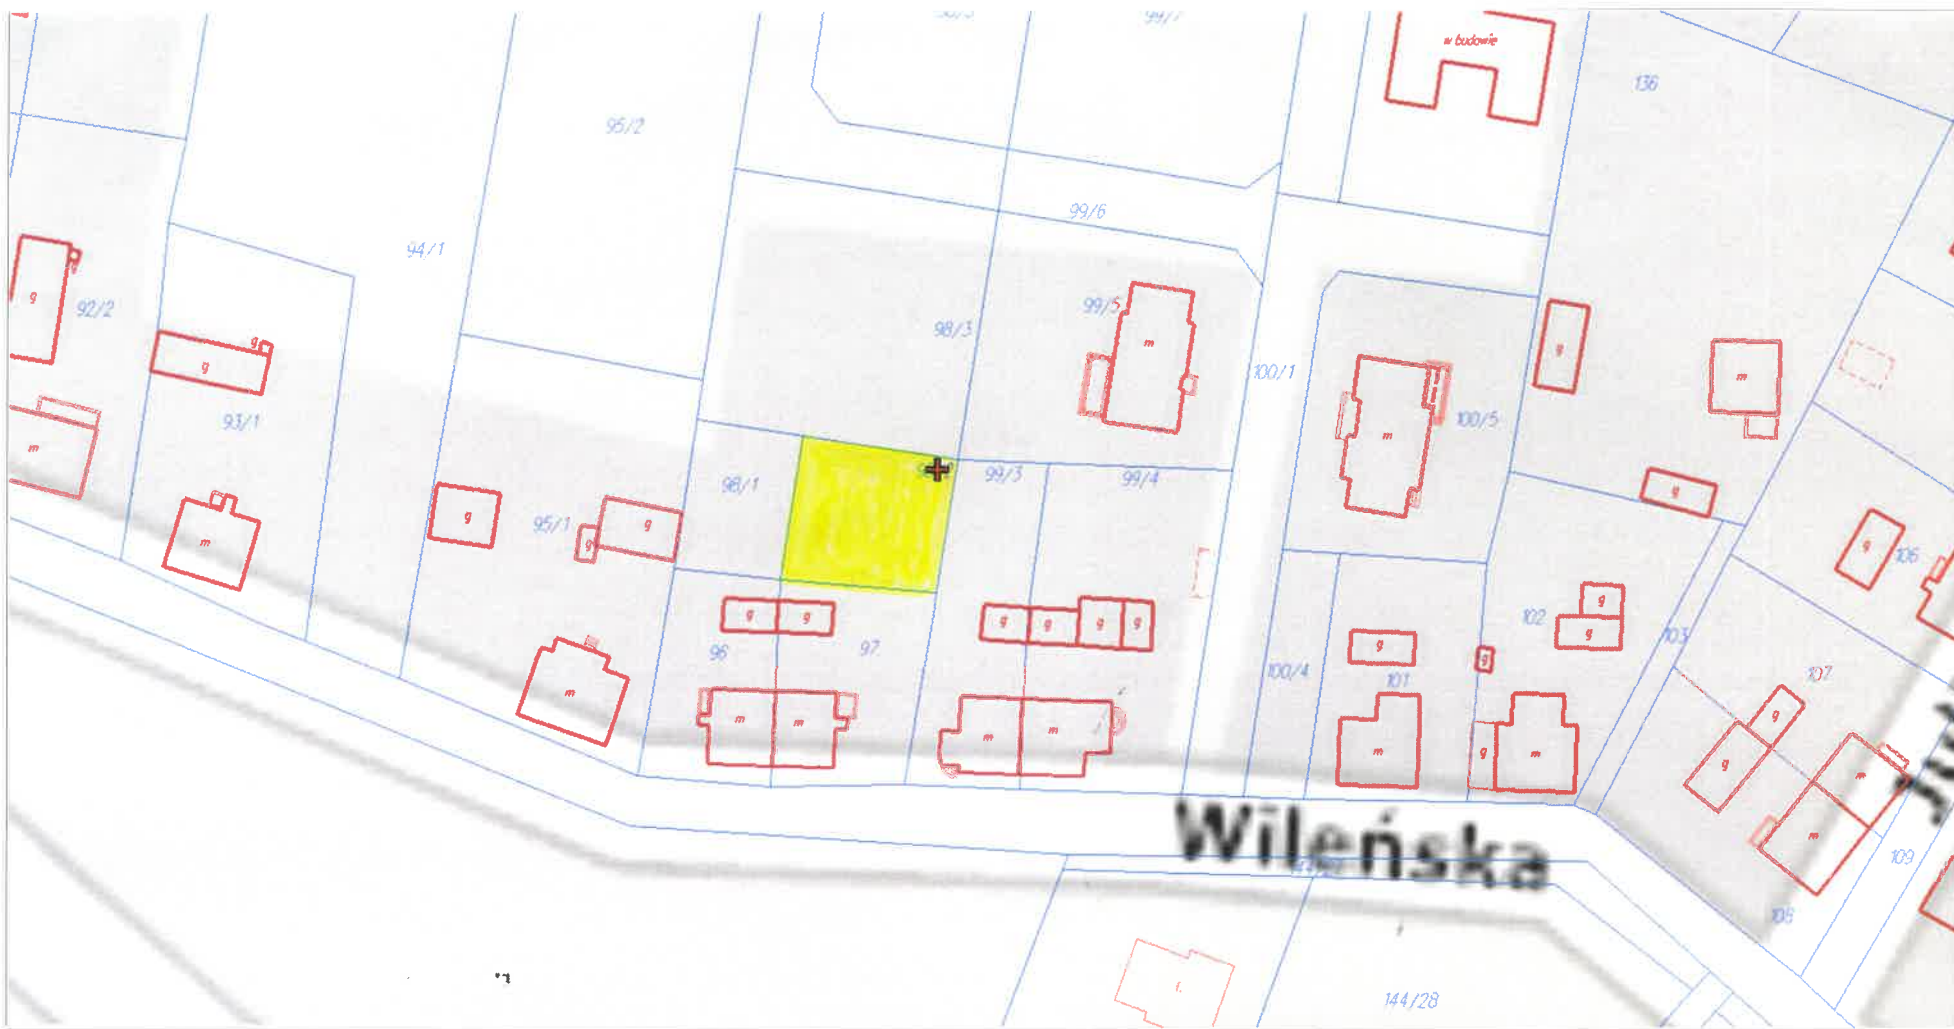 w budowie
136
95/2
99/6
94/1
g
92/2
98/3
99/5
m
g
100/1
g
g
m
93/1
m
100/5
m
98/1
99/3
99/4
g
g
95/1
g
g
m
g
106
g
g
g
g
g
g
g
102
g
103
96
97
g
101
g
107
100/4
m
m
m
m
m
g
m
m
g
g
m
m
Wileńska
109
108
144/28